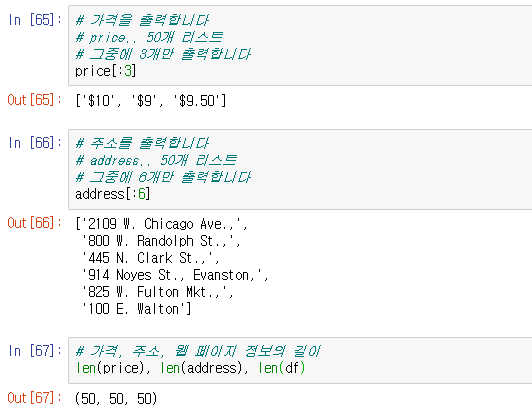 In [65]:
# 가격을 출력합니다
# price.. 50개 리스트
# 그중에 3개만 출력합니다
price[:3]
Out[65]: ['$10', '$9', '$9.50']
In [66]:
# 주소를 출력합니다
# address.. 50개 리스트
# 그중에 6개만 출력합니다
address[:6]
Out[66]: ['2109 W. Chicago Ave.,',
'800 W. Randolph St.,',
'445 N. Clark St.,',
'914 Noyes St., Evanston,',
'825 W. Fulton Mkt.,',
'100 E. Walton']
In [67]:
# 가격, 주소, 웹 페이지 정보의 길이
len(price), len(address), len(df)
Out[67]: (50, 50, 50)